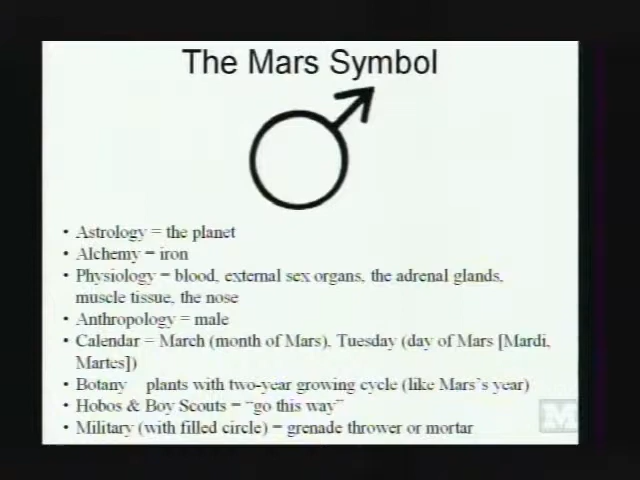 The Mars Symbol
• Astrology = the planet
• Alchemy = iron
• Physiology = blood, external sex organs, the adrenal glands,
muscle tissue, the nose
• Anthropology = male
• Calendar = March (month of Mars), Tuesday (day of Mars [Mardi,
Martes])
• Botany   plants with two-year growing cycle (like Mars's year)
• Hobos & Boy Scouts = "go this way"
• Military (with filled circle) = grenade thrower or mortar
M